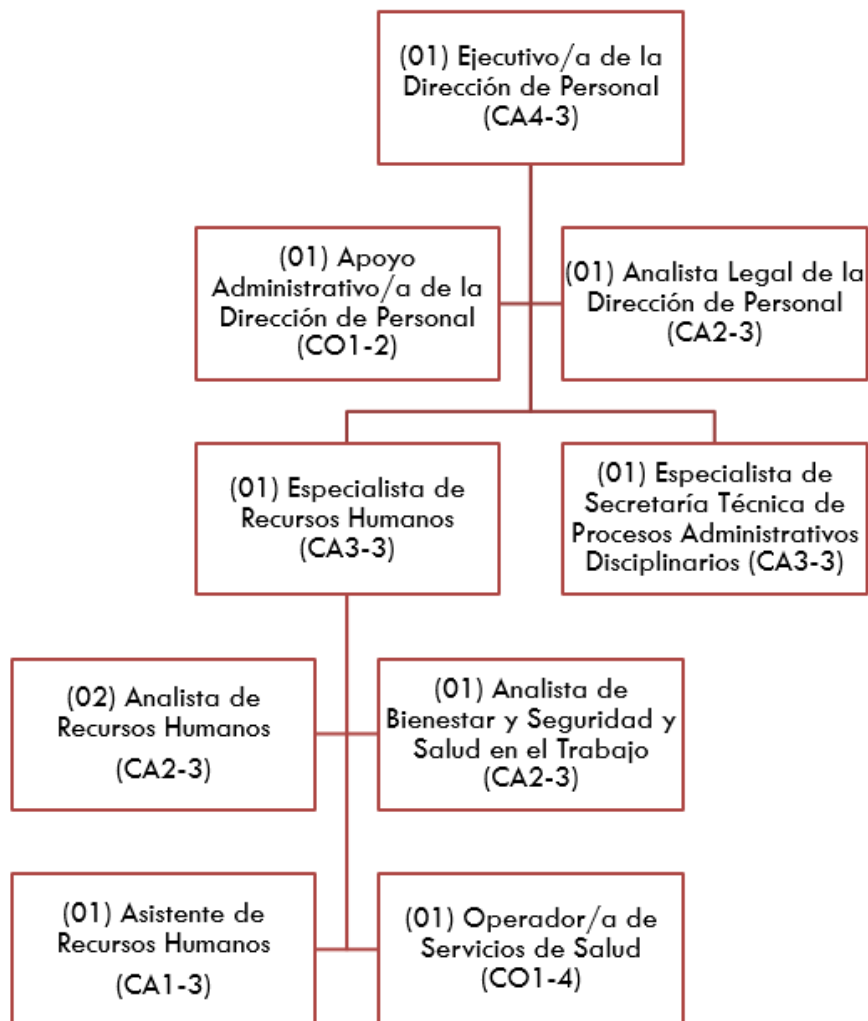 (01) Ejecutivo/a de la
Dirección de Personal
(CA4-3)
(01) Apoyo
Administrativo/a de la
Dirección de Personal
(CO1-2)
(01) Analista Legal de la
Dirección de Personal
(CA2-3)
(01) Especialista de
Recursos Humanos
(CA3-3)
(01) Especialista de
Secretaría Técnica de
Procesos Administrativos
Disciplinarios (CA3-3)
(02) Analista de
Recursos Humanos
(CA2-3)
(01) Analista de
Bienestar y Seguridad y
Salud en el Trabajo
(CA2-3)
(01) Asistente de
Recursos Humanos
(CA1-3)
(01) Operador/a de
Servicios de Salud
(CO1-4)